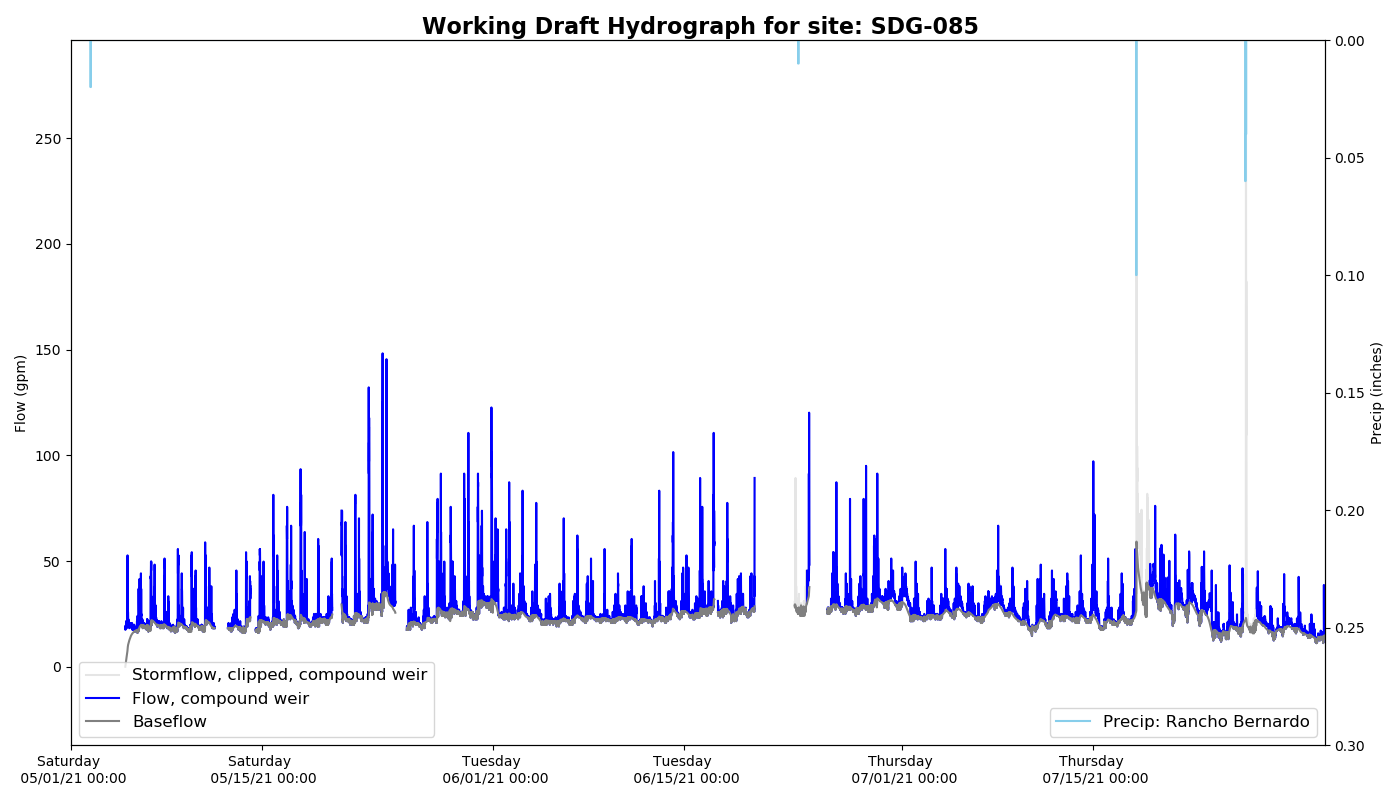 Working Draft Hydrograph for site: SDG-085
0.00
250
0.05
200
0.10
150
Flow (gpm)
0.15
Precip (inches)
100
0.20
50
0.25
0
Stormflow, clipped, compound weir
Flow, compound weir
Baseflow
Precip: Rancho Bernardo
0.30
Saturday
05/01/21 00:00
Saturday
05/15/21 00:00
Tuesday
06/01/21 00:00
Tuesday
06/15/21 00:00
Thursday
07/01/21 00:00
Thursday
07/15/21 00:00